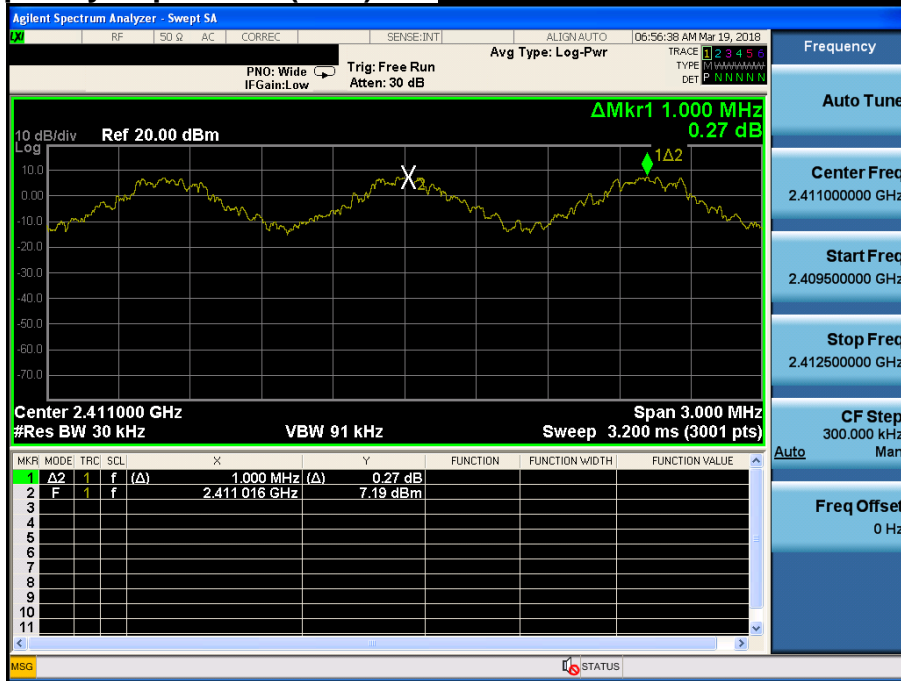 Agilent Spectrum Analyzer - Swept SA
LXI RF 50 Ω AC CORREC SENSE:INT ALIGN AUTO 06:56:38 AM Mar 19, 2018
Avg Type: Log-Pwr TRACE 1 2 3 4 5 6
PNO: Wide Trig: Free Run TYPE M WWWWW
IFGain:Low Atten: 30 dB DET P N N N N N
ΔMkr1 1.000 MHz
10 dB/div Ref 20.00 dBm 0.27 dB
Log
1Δ2
10.0
X2
0.00
-10.0
-20.0
-30.0
-40.0
-50.0
-60.0
-70.0
Center 2.411000 GHz Span 3.000 MHz
#Res BW 30 kHz VBW 91 kHz Sweep 3.200 ms (3001 pts)
MKR MODE TRC SCL X Y FUNCTION FUNCTION WIDTH FUNCTION VALUE
1 Δ2 1 f (Δ) 1.000 MHz (Δ) 0.27 dB
2 F 1 f 2.411 016 GHz 7.19 dBm
3
4
5
6
7
8
9
10
11
MSG STATUS
Frequency
Auto Tune
Center Freq
2.411000000 GHz
Start Freq
2.409500000 GHz
Stop Freq
2.412500000 GHz
CF Step
300.000 kHz
Auto Man
Freq Offset
0 Hz